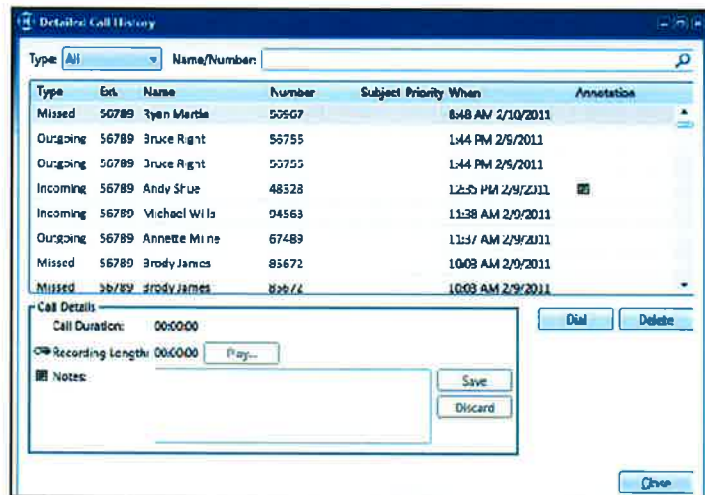 Detailed Call History
Type: All Name/Number:
Type Ext. Name Number Subject Priority When Annotation
Missed 56789 Ryan Martie 8:48 AM 2/10/2011
Outgoing 56789 Bruce Right 56755 1:44 PM 2/9/2011
Outgoing 56789 Bruce Right 56755 1:44 PM 2/9/2011
Incoming 56789 Andy Shue 48328 12:35 PM 2/9/2011
Incoming 56789 Michael Wills 94563 11:38 AM 2/9/2011
Outgoing 56789 Annette Milne 67489 11:37 AM 2/9/2011
Missed 56789 Brody James 85672 10:03 AM 2/9/2011
Missed 56789 Brody James 85672 10:03 AM 2/9/2011
Call Details
Dial Delete
Call Duration: 00:00:00
Recording Length: 00:00:00 Play...
Notes:
Save
Discard
Close